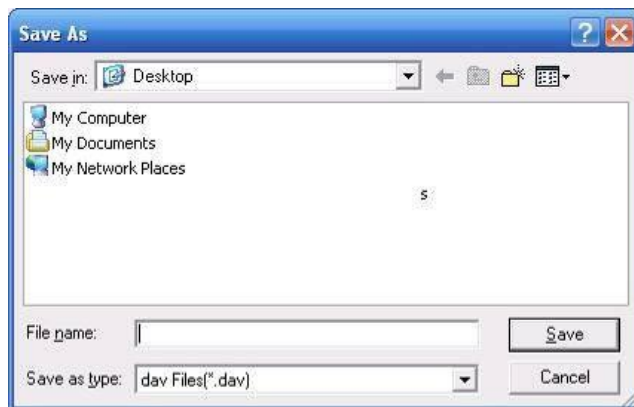 Save As
Save in: Desktop
My Computer
My Documents
My Network Places
s
File name: Save
Save as type: dav Files(*.dav) Cancel